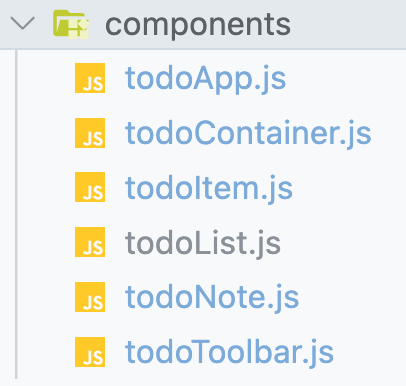 components
JS todoApp.js
JS todoContainer.js
JS todoItem.js
JS todoList.js
JS todoNote.js
JS todoToolbar.js